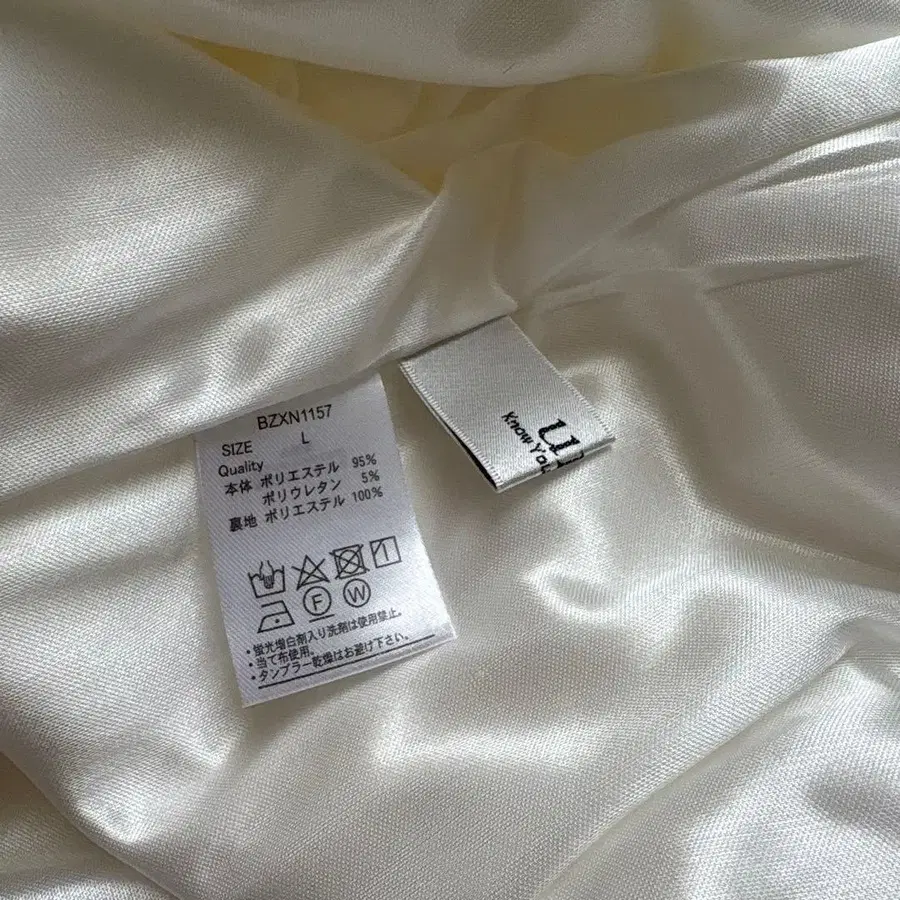 BZXN1157
SIZE L
Quality
本体 ポリエステル 95%
ポリウレタン 5%
裏地 ポリエステル 100%
F W
・蛍光増白剤入り洗剤は使用禁止。
・当て布使用。
・タンブラー乾燥はお避け下さい。
Know